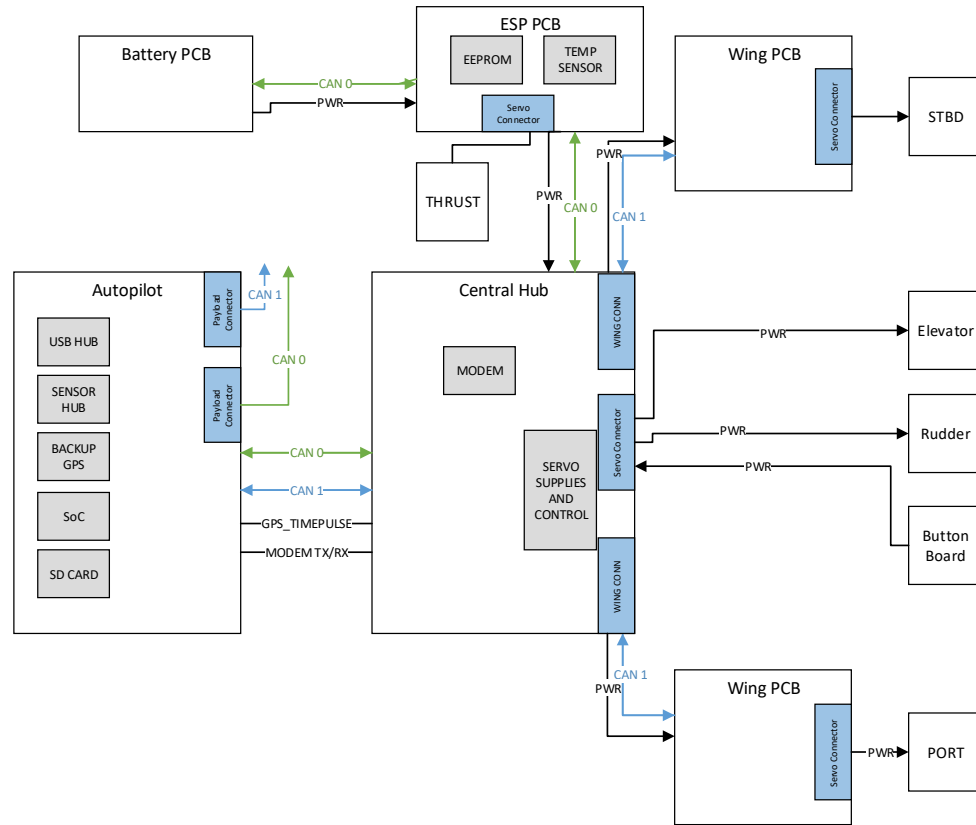 ESP PCB
Battery PCB
EEPROM
TEMP
SENSOR
Wing PCB
CAN 0
PWR
Servo
Connector
Servo Connector
STBD
THRUST
PWR
CAN 0
PWR
CAN 1
Autopilot
Payload
Connector
CAN 1
Central Hub
WING CONN
USB HUB
CAN 0
MODEM
PWR
Elevator
SENSOR
HUB
Payload
Connector
BACKUP
GPS
CAN 0
Servo Connector
PWR
Rudder
SERVO
SUPPLIES
AND
CONTROL
PWR
CAN 1
SoC
GPS_TIMEPULSE
Button
Board
MODEM TX/RX
SD CARD
WING CONN
CAN 1
PWR
Wing PCB
Servo Connector
PWR
PORT